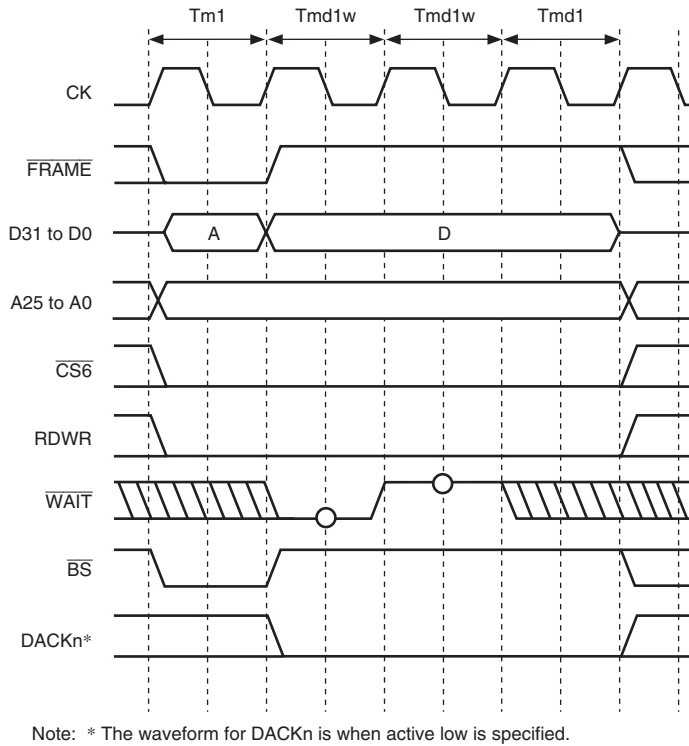 Tm1 Tmd1w Tmd1w Tmd1
CK
FRAME
D31 to D0 A D
A25 to A0
CS6
RDWR
WAIT
BS
DACKn*
Note: * The waveform for DACKn is when active low is specified.